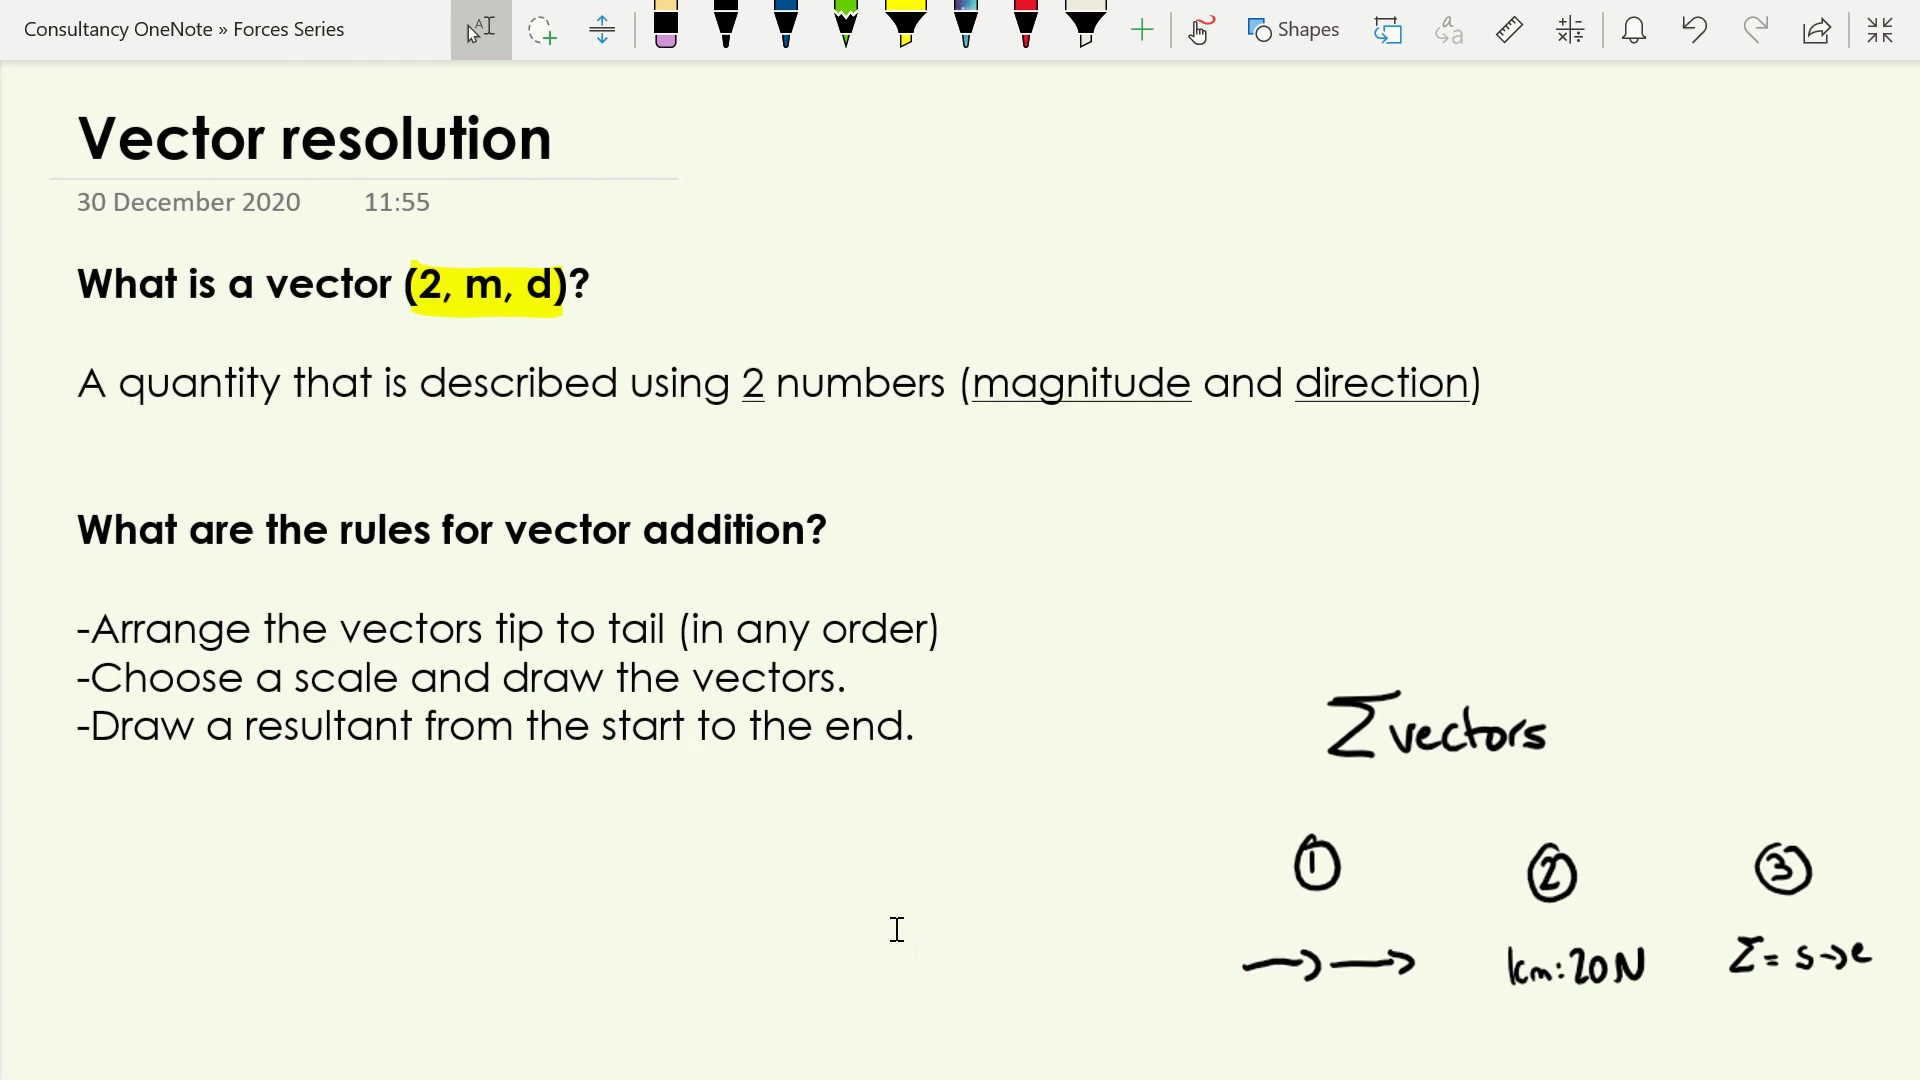 Consultancy OneNote » Forces Series
Shapes
Vector resolution
30 December 2020 11:55
What is a vector (2, m, d)?
A quantity that is described using 2 numbers (magnitude and direction)
What are the rules for vector addition?
-Arrange the vectors tip to tail (in any order)
-Choose a scale and draw the vectors.
-Draw a resultant from the start to the end.
Σ vectors
① ② ③
→→ 1cm:20N Σ= s→e